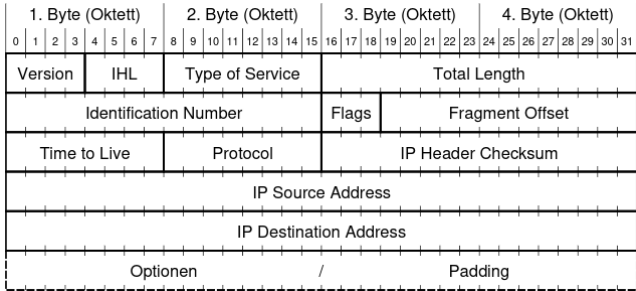 1. Byte (Oktett) 2. Byte (Oktett) 3. Byte (Oktett) 4. Byte (Oktett)
0 1 2 3 4 5 6 7 8 9 10 11 12 13 14 15 16 17 18 19 20 21 22 23 24 25 26 27 28 29 30 31
Version IHL Type of Service Total Length
Identification Number Flags Fragment Offset
Time to Live Protocol IP Header Checksum
IP Source Address
IP Destination Address
Optionen / Padding